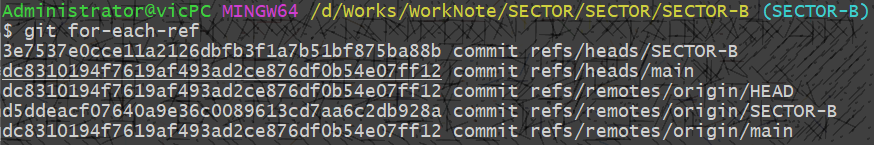 Administrator@vicPC MINGW64 /d/Works/WorkNote/SECTOR/SECTOR/SECTOR-B (SECTOR-B)
$ git for-each-ref
3e7537e0cce11a2126dbfb3f1a7b51bf875ba88b commit refs/heads/SECTOR-B
dc8310194f7619af493ad2ce876df0b54e07ff12 commit refs/heads/main
dc8310194f7619af493ad2ce876df0b54e07ff12 commit refs/remotes/origin/HEAD
d5ddeacf07640a9e36c0089613cd7aa6c2db928a commit refs/remotes/origin/SECTOR-B
dc8310194f7619af493ad2ce876df0b54e07ff12 commit refs/remotes/origin/main